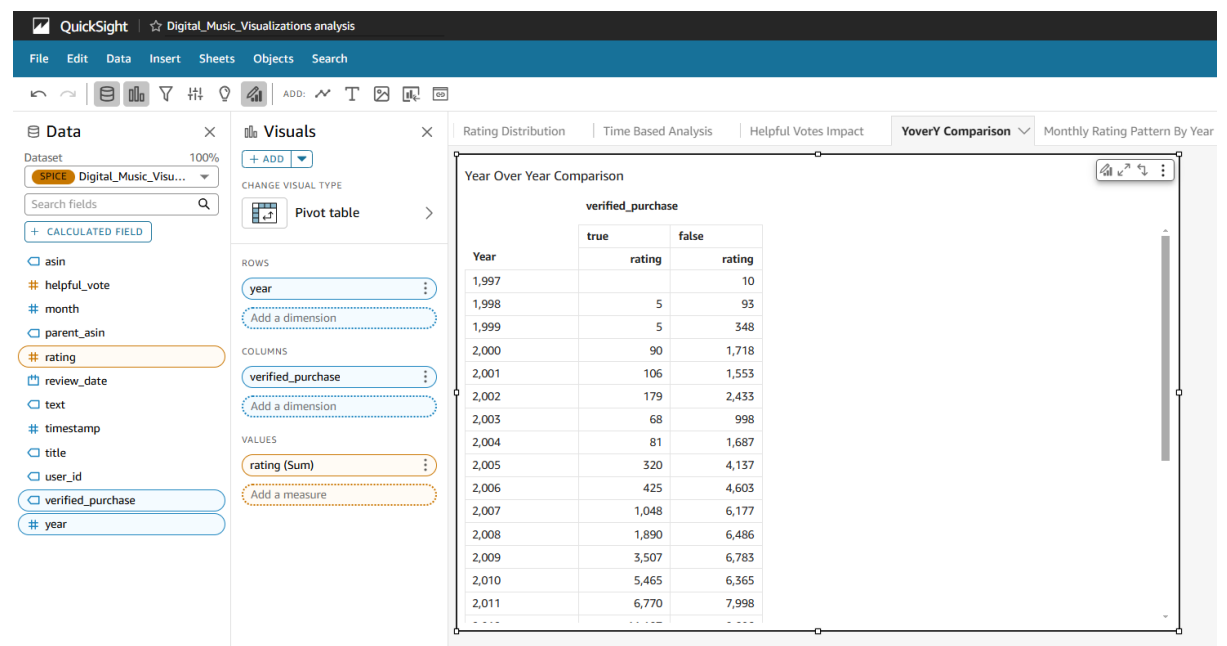 QuickSight
Digital_Music_Visualizations analysis
File Edit Data Insert Sheets Objects Search
ADD:
Data
Dataset 100%
SPICE Digital_Music_Visu...
Search fields
+ CALCULATED FIELD
asin
# helpful_vote
# month
parent_asin
# rating
review_date
text
# timestamp
title
user_id
verified_purchase
# year
Visuals
+ ADD
CHANGE VISUAL TYPE
Pivot table
ROWS
year
Add a dimension
COLUMNS
verified_purchase
Add a dimension
VALUES
rating (Sum)
Add a measure
Rating Distribution Time Based Analysis Helpful Votes Impact YoverY Comparison Monthly Rating Pattern By Year
Year Over Year Comparison
verified_purchase
true false
Year rating rating
1,997 10
1,998 5 93
1,999 5 348
2,000 90 1,718
2,001 106 1,553
2,002 179 2,433
2,003 68 998
2,004 81 1,687
2,005 320 4,137
2,006 425 4,603
2,007 1,048 6,177
2,008 1,890 6,486
2,009 3,507 6,783
2,010 5,465 6,365
2,011 6,770 7,998